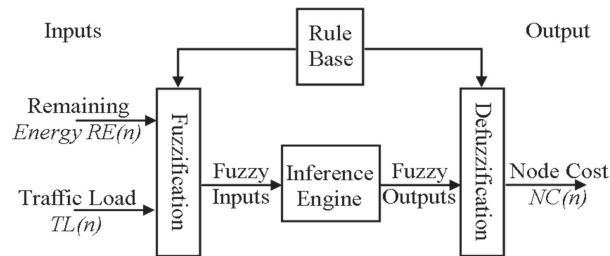 Inputs
Rule
Base
Output
Remaining
Energy RE(n)
Traffic Load
TL(n)
Fuzzification
Fuzzy
Inputs
Inference
Engine
Fuzzy
Outputs
Defuzzification
Node Cost
NC(n)